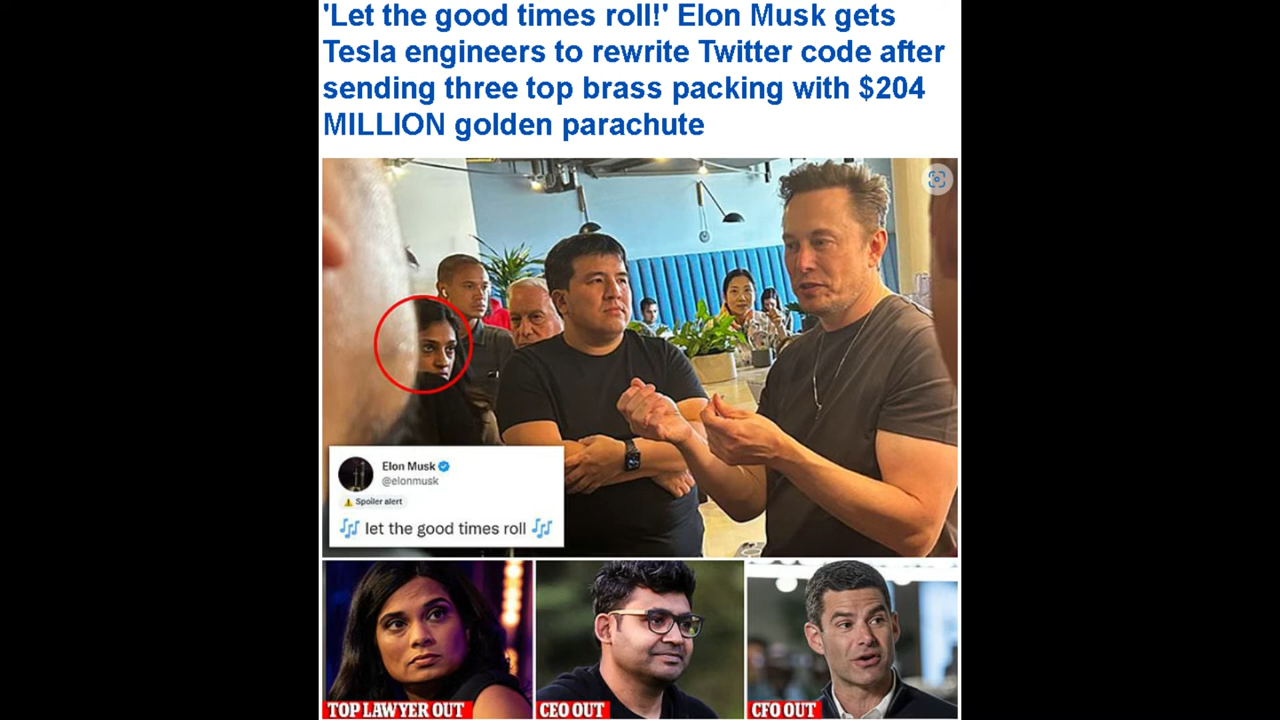 'Let the good times roll!' Elon Musk gets
Tesla engineers to rewrite Twitter code after
sending three top brass packing with $204
MILLION golden parachute
Elon Musk
@elonmusk
Spoiler alert
🎶 let the good times roll 🎶
TOP LAWYER OUT
CEO OUT
CFO OUT